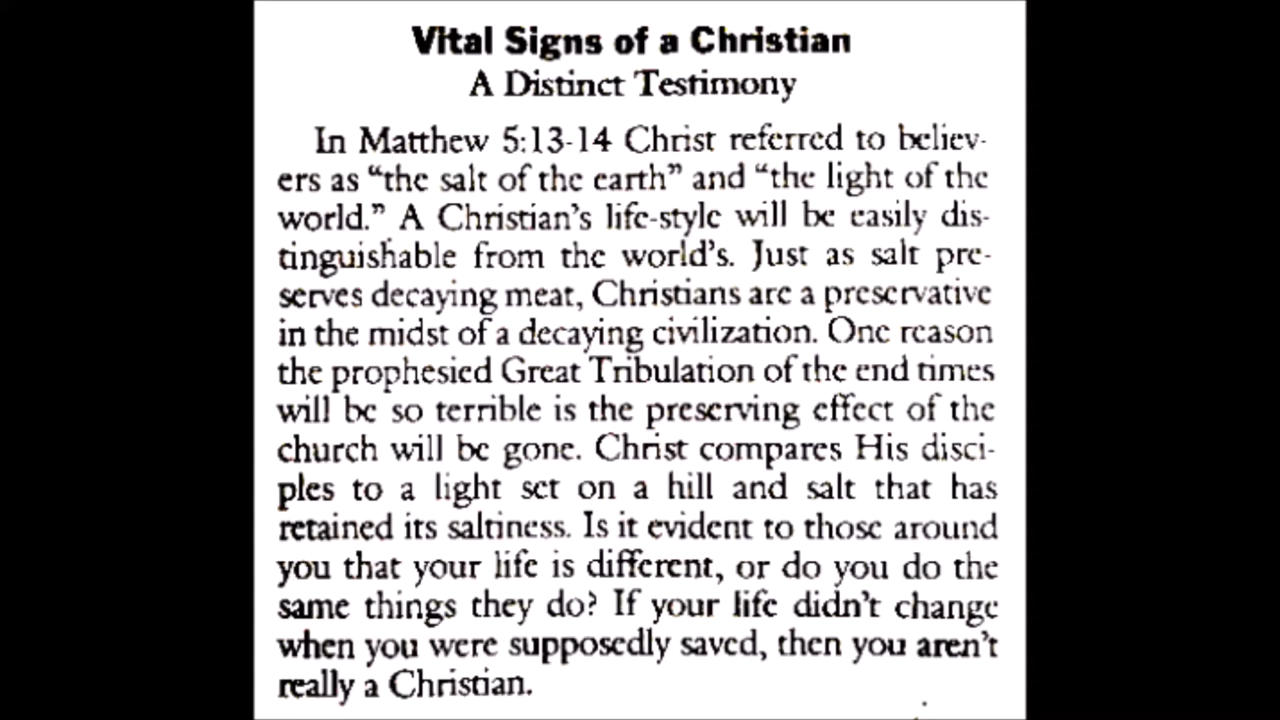 Vital Signs of a Christian
A Distinct Testimony
In Matthew 5:13-14 Christ referred to believ-
ers as “the salt of the earth” and “the light of the
world.” A Christian’s life-style will be easily dis-
tinguishable from the world’s. Just as salt pre-
serves decaying meat, Christians are a preservative
in the midst of a decaying civilization. One reason
the prophesied Great Tribulation of the end times
will be so terrible is the preserving effect of the
church will be gone. Christ compares His disci-
ples to a light set on a hill and salt that has
retained its saltiness. Is it evident to those around
you that your life is different, or do you do the
same things they do? If your life didn’t change
when you were supposedly saved, then you aren’t
really a Christian.